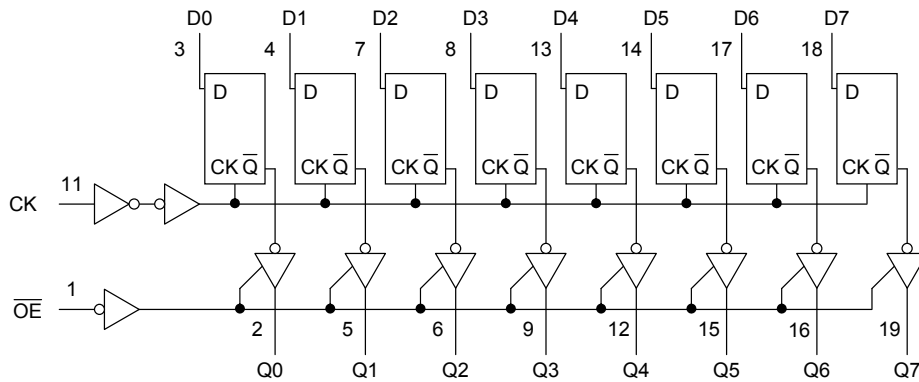 D0 D1 D2 D3 D4 D5 D6 D7
3 4 7 8 13 14 17 18
D D D D D D D D
CK Q̅ CK Q̅ CK Q̅ CK Q̅ CK Q̅ CK Q̅ CK Q̅ CK Q̅
11
CK
1
O̅E̅
2 5 6 9 12 15 16 19
Q0 Q1 Q2 Q3 Q4 Q5 Q6 Q7